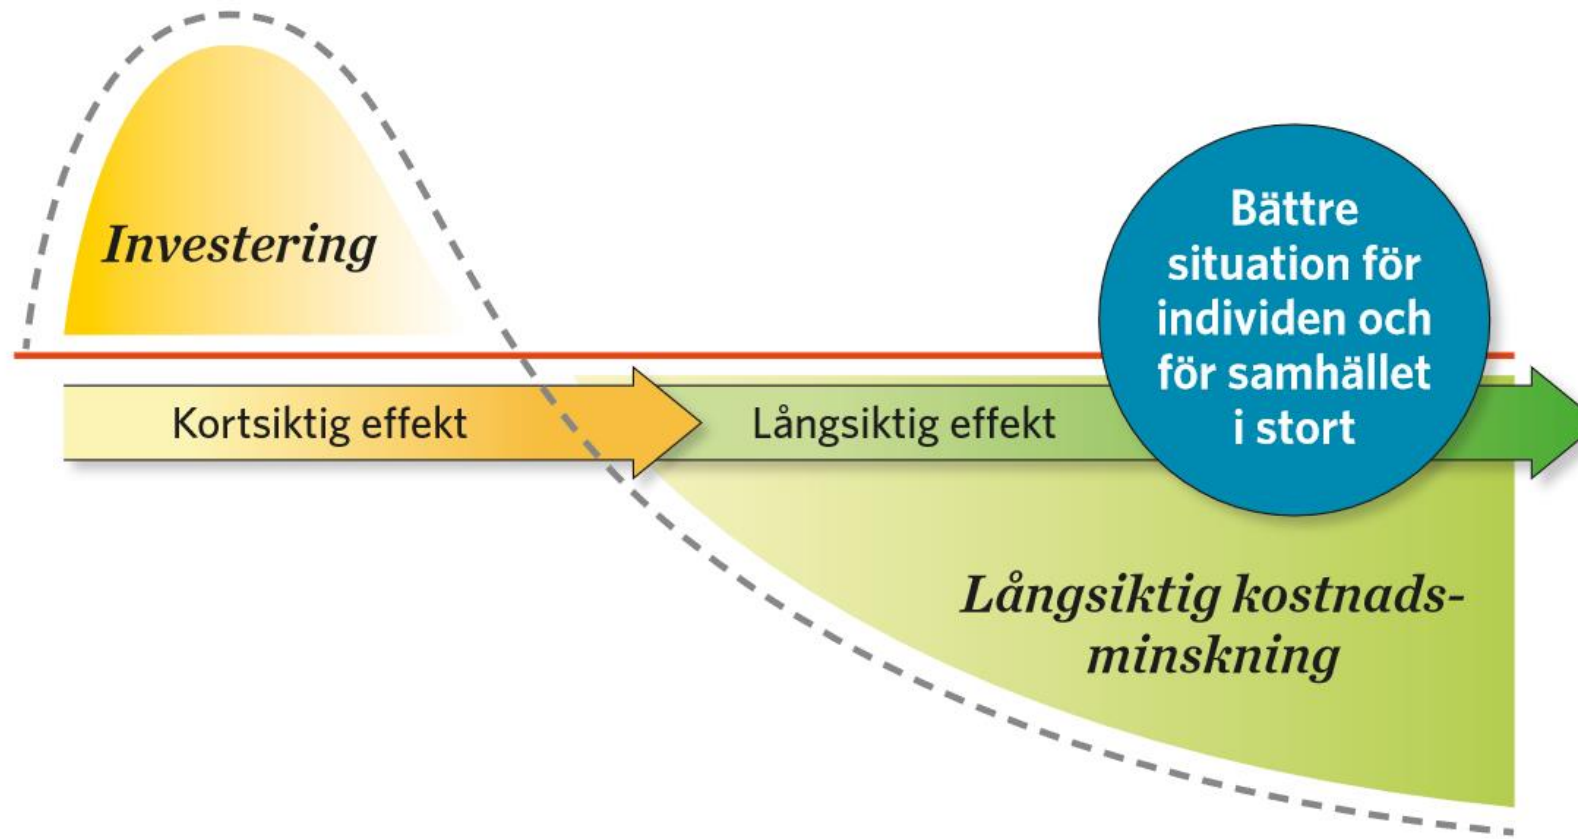 Investering
Bättre
situation för
individen och
för samhället
i stort
Kortsiktig effekt
Långsiktig effekt
Långsiktig kostnads-
minskning